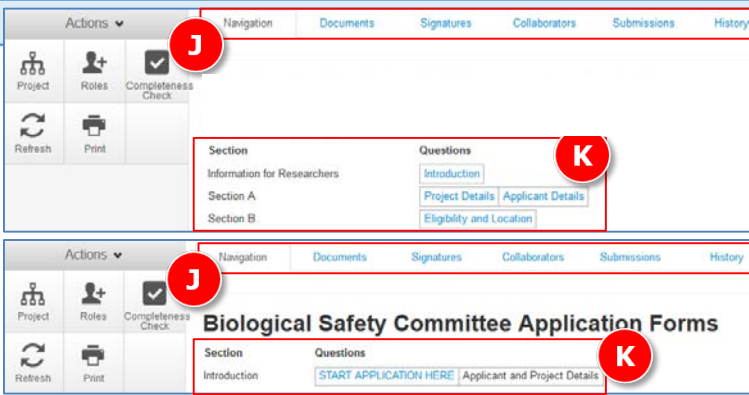 Actions
Navigation Documents Signatures Collaborators Submissions History
J
Project Roles Completeness Check
Refresh Print
Section Questions
K
Information for Researchers Introduction
Section A Project Details Applicant Details
Section B Eligibility and Location
Actions
Navigation Documents Signatures Collaborators Submissions History
J
Project Roles Completeness Check
Biological Safety Committee Application Forms
Refresh Print
Section Questions
K
Introduction START APPLICATION HERE Applicant and Project Details